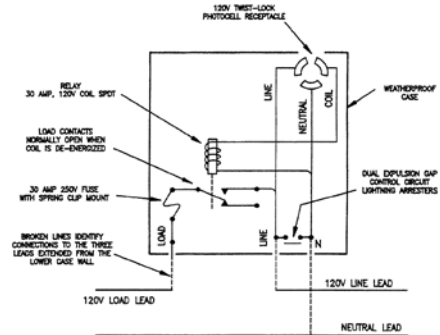 120V TWIST-LOCK
PHOTOCELL RECEPTACLE
RELAY
30 AMP, 120V COIL SPDT
LINE
NEUTRAL
COIL
WEATHERPROOF
CASE
LOAD CONTACTS
NORMALLY OPEN WHEN
COIL IS DE-ENERGIZED
30 AMP 250V FUSE
WITH SPRING CLIP MOUNT
DUAL EXPULSION GAP
CONTROL CIRCUIT
LIGHTNING ARRESTERS
BROKEN LINES IDENTIFY
CONNECTIONS TO THE THREE
LEADS EXTENDED FROM THE
LOWER CASE WALL
LOAD
LINE
N
120V LOAD LEAD
120V LINE LEAD
NEUTRAL LEAD